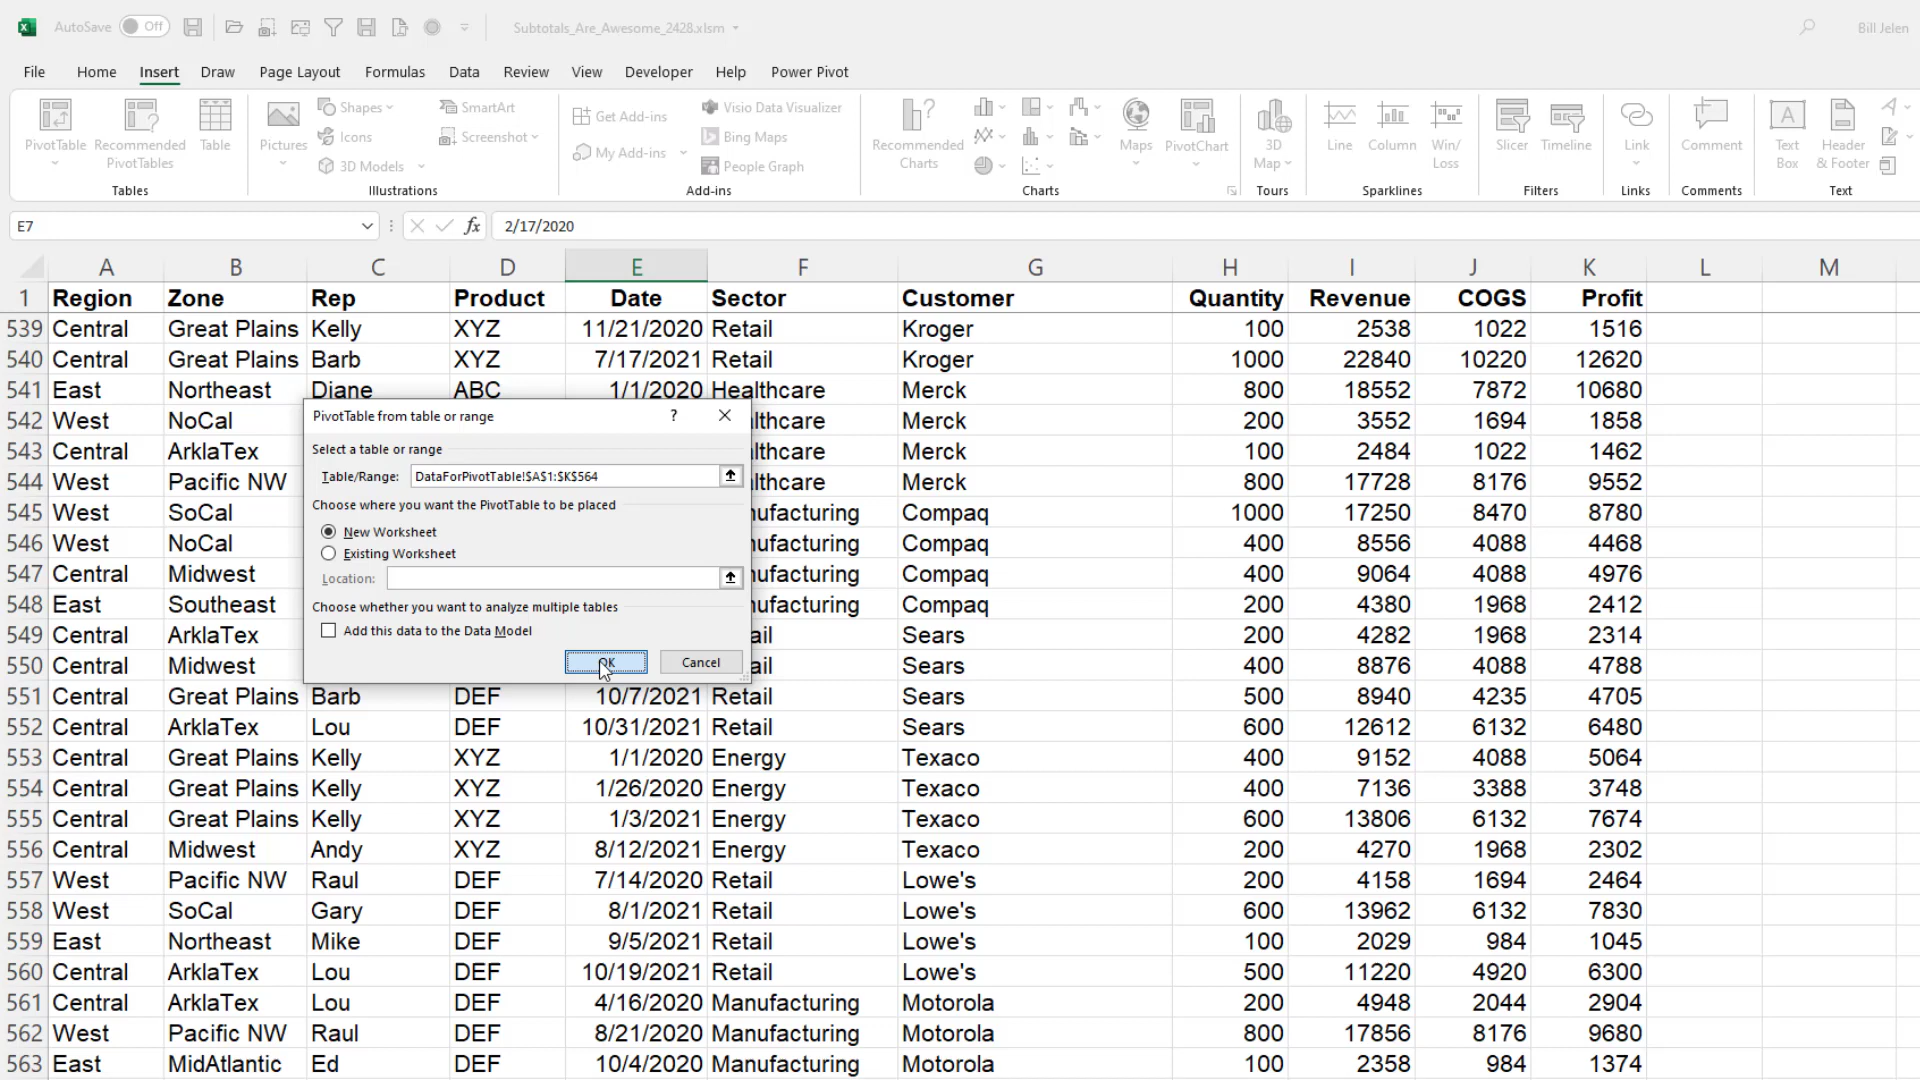 AutoSave Off Subtotals_Are_Awesome_2428.xlsm Bill Jelen
File Home Insert Draw Page Layout Formulas Data Review View Developer Help Power Pivot
PivotTable
Recommended PivotTables
Table
Tables
Pictures
Shapes
Icons
3D Models
SmartArt
Screenshot
Illustrations
Get Add-ins
My Add-ins
Visio Data Visualizer
Bing Maps
People Graph
Add-ins
Recommended Charts
Maps
PivotChart
Charts
3D Map
Tours
Line
Column
Win/ Loss
Sparklines
Slicer
Timeline
Filters
Link
Links
Comment
Comments
Text Box
Header & Footer
Text
E7 fx 2/17/2020
A B C D E F G H I J K L M
1 Region Zone Rep Product Date Sector Customer Quantity Revenue COGS Profit
539 Central Great Plains Kelly XYZ 11/21/2020 Retail Kroger 100 2538 1022 1516
540 Central Great Plains Barb XYZ 7/17/2021 Retail Kroger 1000 22840 10220 12620
541 East Northeast Diane ABC 1/1/2020 Healthcare Merck 800 18552 7872 10680
542 West NoCal lthcare Merck 200 3552 1694 1858
543 Central ArklaTex lthcare Merck 100 2484 1022 1462
544 West Pacific NW lthcare Merck 800 17728 8176 9552
545 West SoCal nufacturing Compaq 1000 17250 8470 8780
546 West NoCal nufacturing Compaq 400 8556 4088 4468
547 Central Midwest nufacturing Compaq 400 9064 4088 4976
548 East Southeast nufacturing Compaq 200 4380 1968 2412
549 Central ArklaTex ail Sears 200 4282 1968 2314
550 Central Midwest ail Sears 400 8876 4088 4788
551 Central Great Plains Barb DEF 10/7/2021 Retail Sears 500 8940 4235 4705
552 Central ArklaTex Lou DEF 10/31/2021 Retail Sears 600 12612 6132 6480
553 Central Great Plains Kelly XYZ 1/1/2020 Energy Texaco 400 9152 4088 5064
554 Central Great Plains Kelly XYZ 1/26/2020 Energy Texaco 400 7136 3388 3748
555 Central Great Plains Kelly XYZ 1/3/2021 Energy Texaco 600 13806 6132 7674
556 Central Midwest Andy XYZ 8/12/2021 Energy Texaco 200 4270 1968 2302
557 West Pacific NW Raul DEF 7/14/2020 Retail Lowe's 200 4158 1694 2464
558 West SoCal Gary DEF 8/1/2021 Retail Lowe's 600 13962 6132 7830
559 East Northeast Mike DEF 9/5/2021 Retail Lowe's 100 2029 984 1045
560 Central ArklaTex Lou DEF 10/19/2021 Retail Lowe's 500 11220 4920 6300
561 Central ArklaTex Lou DEF 4/16/2020 Manufacturing Motorola 200 4948 2044 2904
562 West Pacific NW Raul DEF 8/21/2020 Manufacturing Motorola 800 17856 8176 9680
563 East MidAtlantic Ed DEF 10/4/2020 Manufacturing Motorola 100 2358 984 1374
PivotTable from table or range ?
Select a table or range
Table/Range: DataForPivotTable!$A$1:$K$564
Choose where you want the PivotTable to be placed
New Worksheet
Existing Worksheet
Location:
Choose whether you want to analyze multiple tables
Add this data to the Data Model
OK Cancel